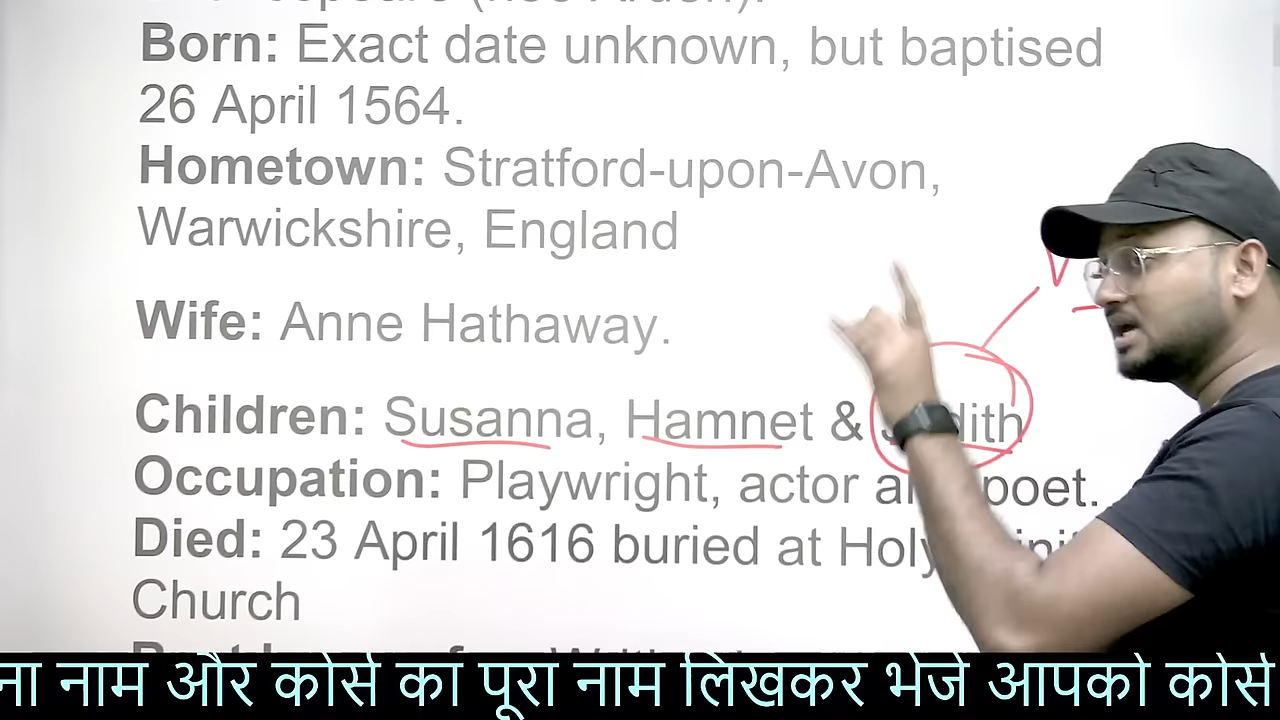 Born: Exact date unknown, but baptised
26 April 1564.
Hometown: Stratford-upon-Avon,
Warwickshire, England
Wife: Anne Hathaway.
Children: Susanna, Hamnet &
Occupation: Playwright, actor poet.
Died: 23 April 1616 buried at
Church
नाम और कोर्स का पूरा नाम लिखकर भेजे आपको कोर्स